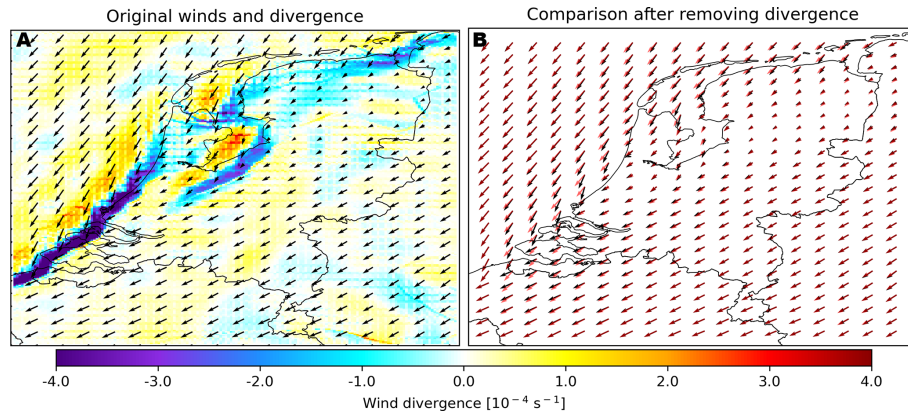 Original winds and divergence
Comparison after removing divergence
A
B
-4.0 -3.0 -2.0 -1.0 0.0 1.0 2.0 3.0 4.0
Wind divergence [10⁻⁴ s⁻¹]